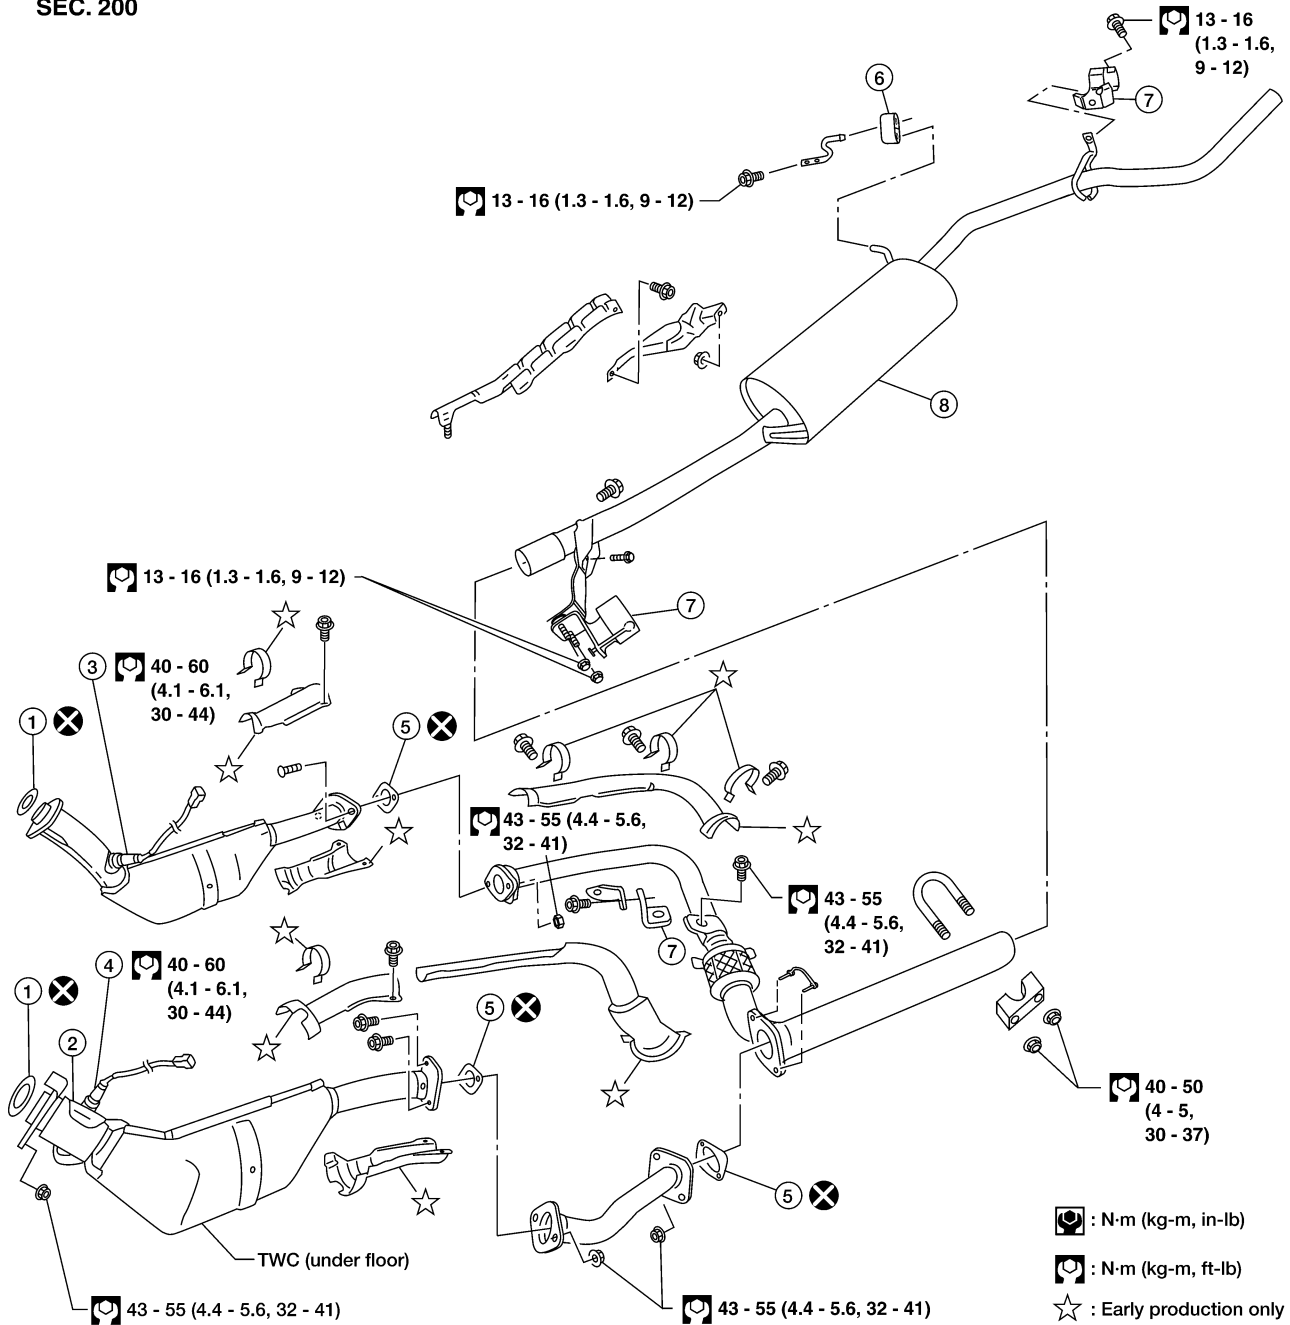 SEC. 200
13 - 16
(1.3 - 1.6,
9 - 12)
6
7
13 - 16 (1.3 - 1.6, 9 - 12)
8
13 - 16 (1.3 - 1.6, 9 - 12)
7
3
40 - 60
(4.1 - 6.1,
30 - 44)
1
5
43 - 55 (4.4 - 5.6,
32 - 41)
43 - 55
(4.4 - 5.6,
32 - 41)
7
4
40 - 60
(4.1 - 6.1,
30 - 44)
1
5
2
40 - 50
(4 - 5,
30 - 37)
5
TWC (under floor)
43 - 55 (4.4 - 5.6, 32 - 41)
43 - 55 (4.4 - 5.6, 32 - 41)
: N·m (kg-m, in-lb)
: N·m (kg-m, ft-lb)
: Early production only